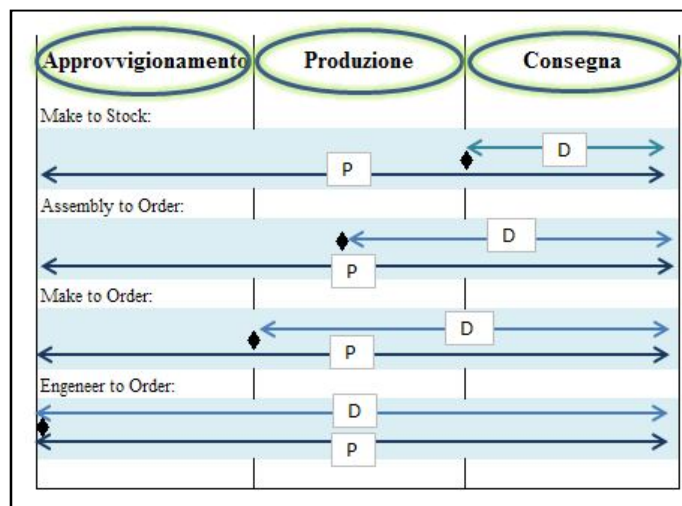 Approvvigionamento Produzione Consegna
Make to Stock:
D
P
Assembly to Order:
D
P
Make to Order:
D
P
Engeneer to Order:
D
P